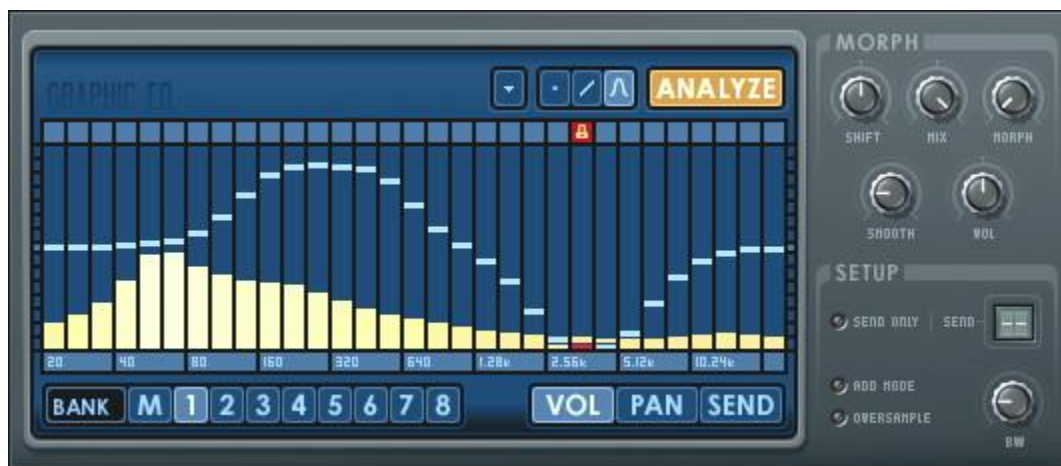 GRAPHIC EQ
ANALYZE
20 40 80 160 320 640 1.28k 2.56k 5.12k 10.24k
BANK M 1 2 3 4 5 6 7 8
VOL PAN SEND
MORPH
SHIFT MIX MORPH
SMOOTH VOL
SETUP
SEND ONLY SEND --
ADD MODE
OVERSAMPLE
BW